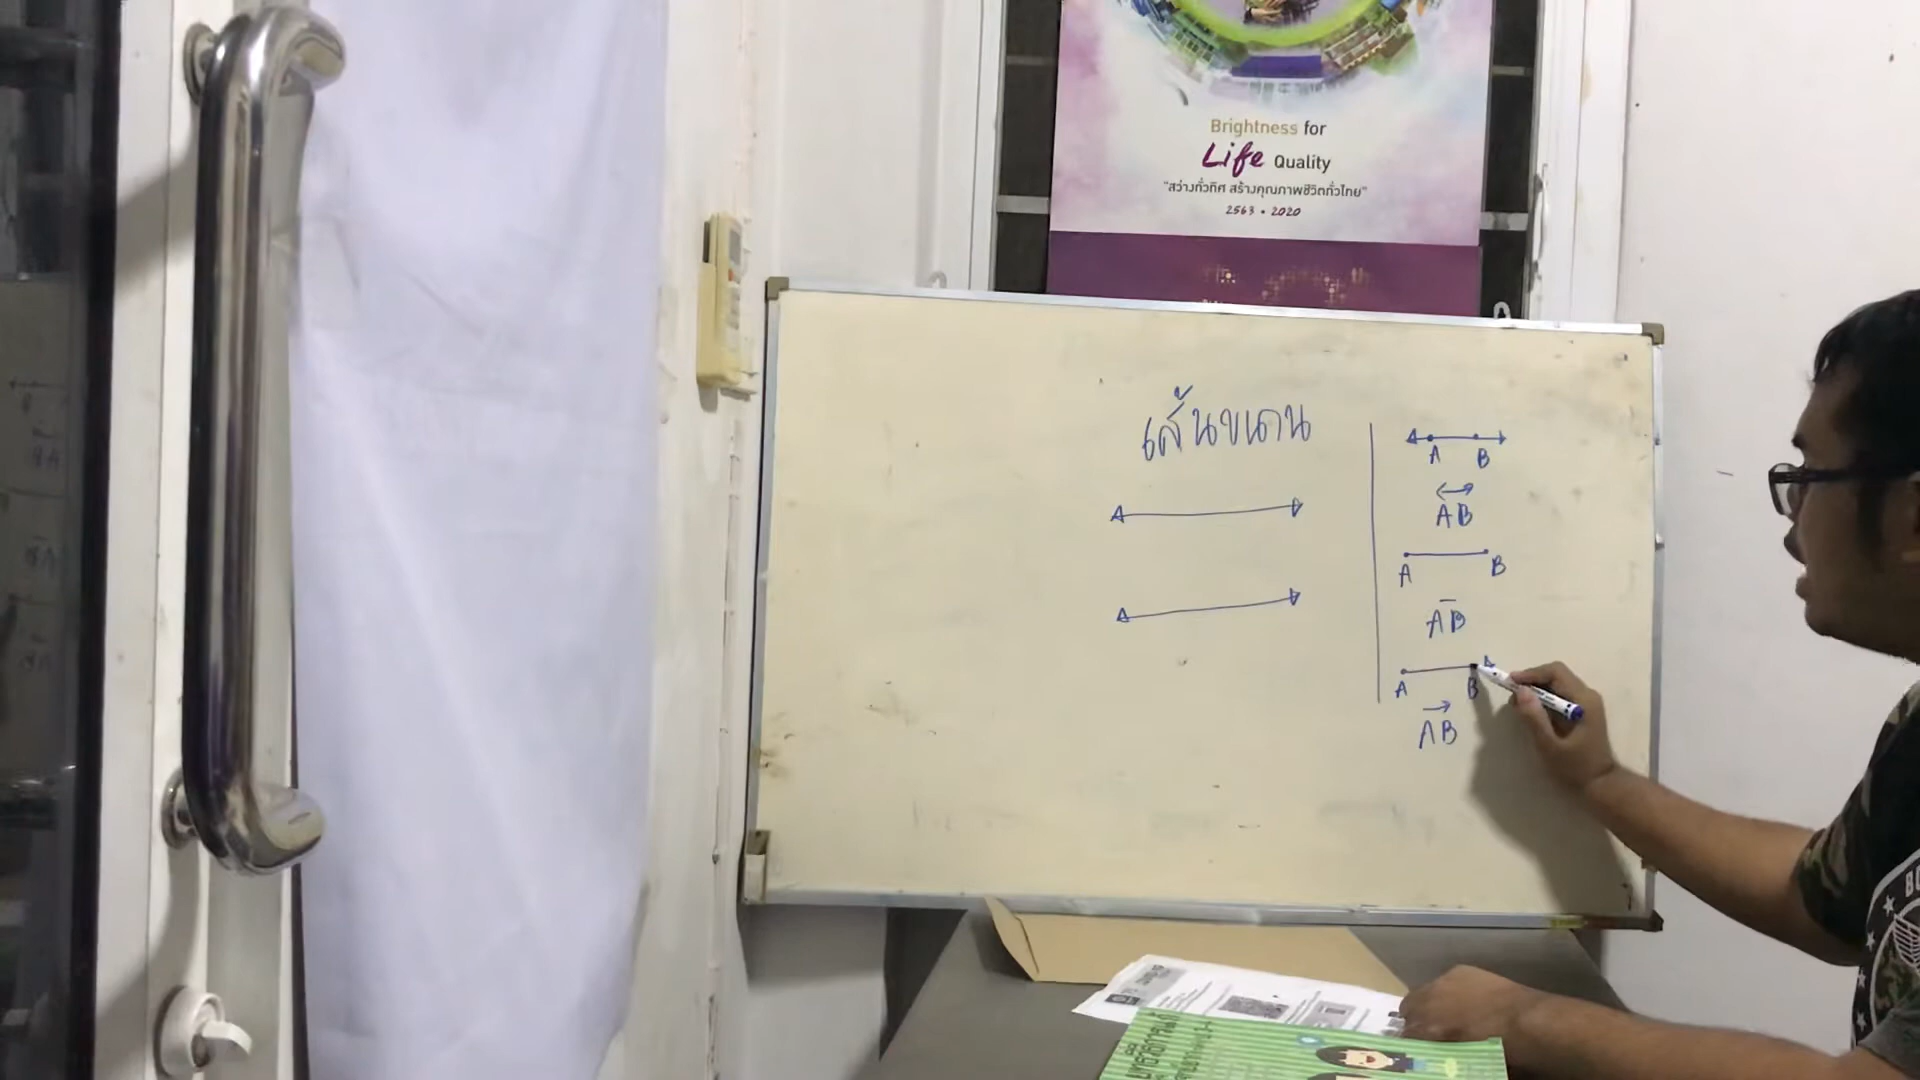 Brightness for
Life Quality
"สว่างทั่วทิศ สร้างคุณภาพชีวิตทั่วไทย"
2563 • 2020
เส้นขนาน
A B
AB
A B
AB
A B
AB